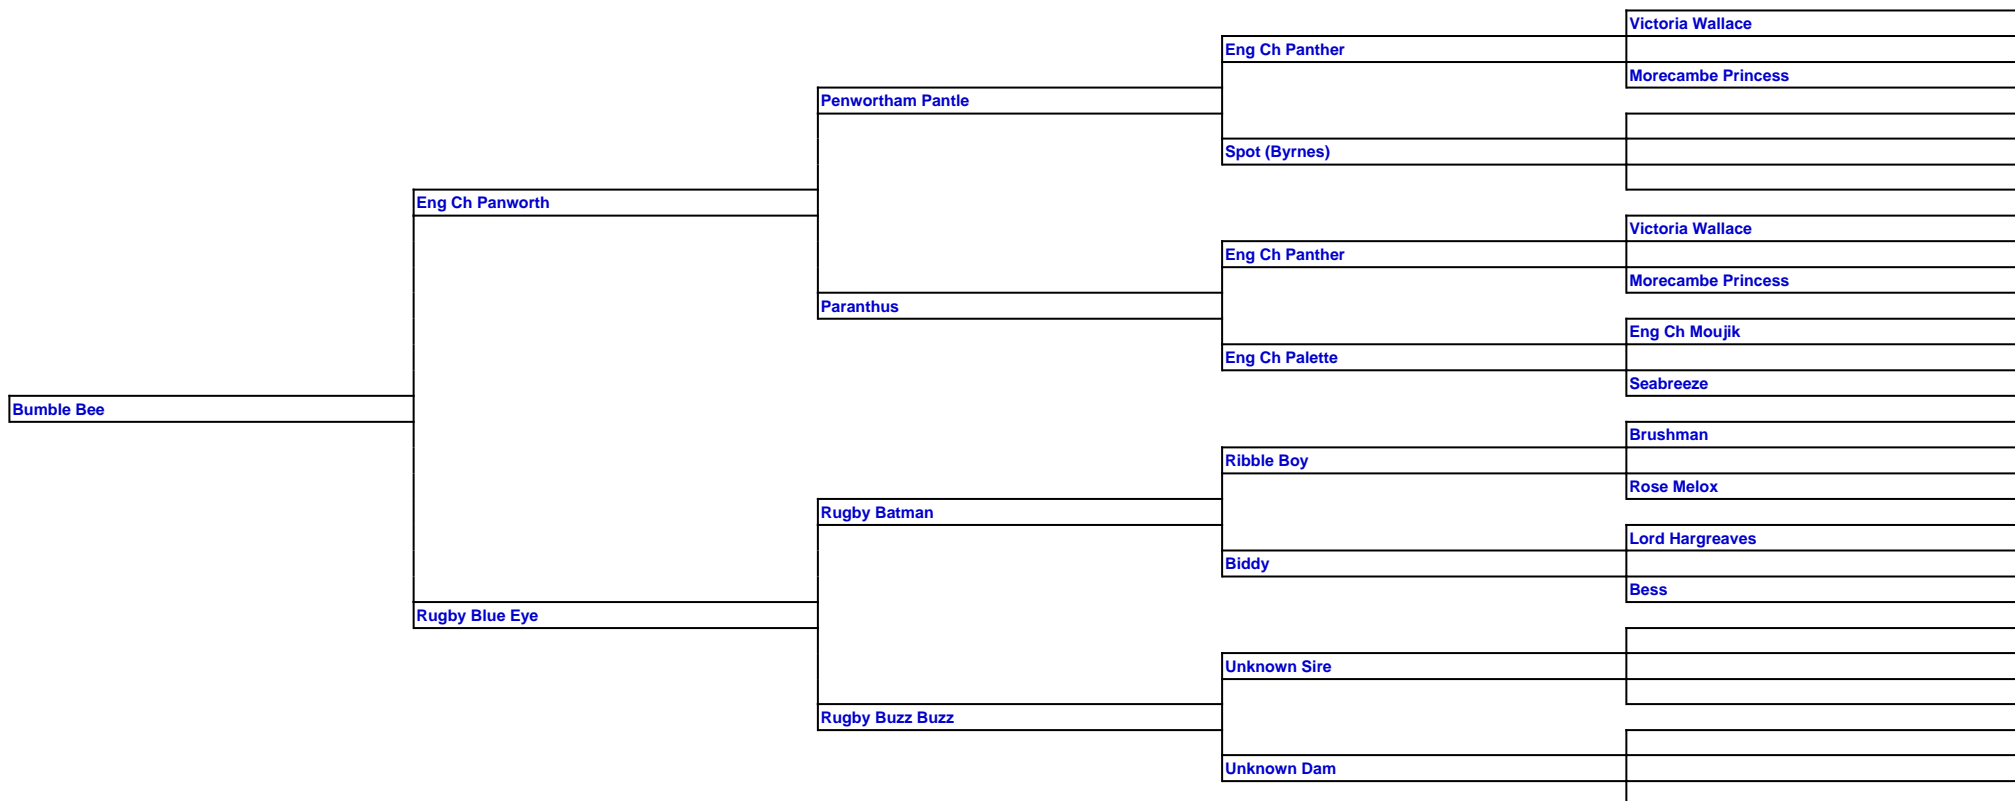 Victoria Wallace
Eng Ch Panther
Morecambe Princess
Penwortham Pantle
Spot (Byrnes)
Eng Ch Panworth
Victoria Wallace
Eng Ch Panther
Morecambe Princess
Paranthus
Eng Ch Moujik
Eng Ch Palette
Seabreeze
Bumble Bee
Brushman
Ribble Boy
Rose Melox
Rugby Batman
Lord Hargreaves
Biddy
Bess
Rugby Blue Eye
Unknown Sire
Rugby Buzz Buzz
Unknown Dam